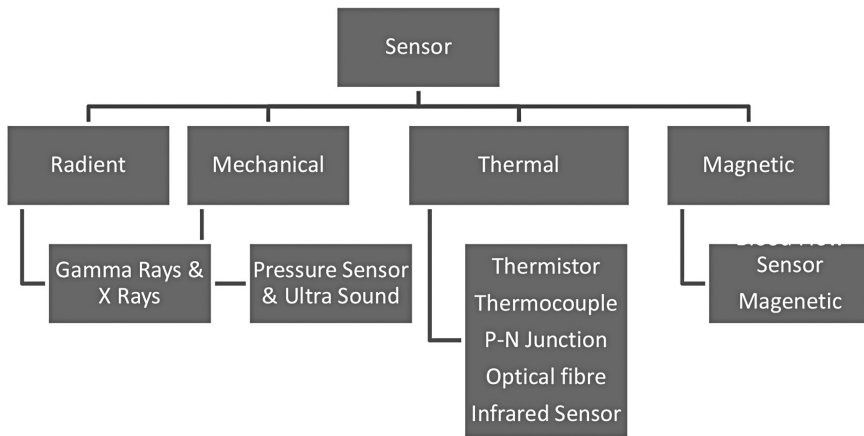 Sensor
Radient
Mechanical
Thermal
Magnetic
Gamma Rays &
X Rays
Pressure Sensor
& Ultra Sound
Thermistor
Thermocouple
P-N Junction
Optical fibre
Infrared Sensor
Sensor
Magenetic